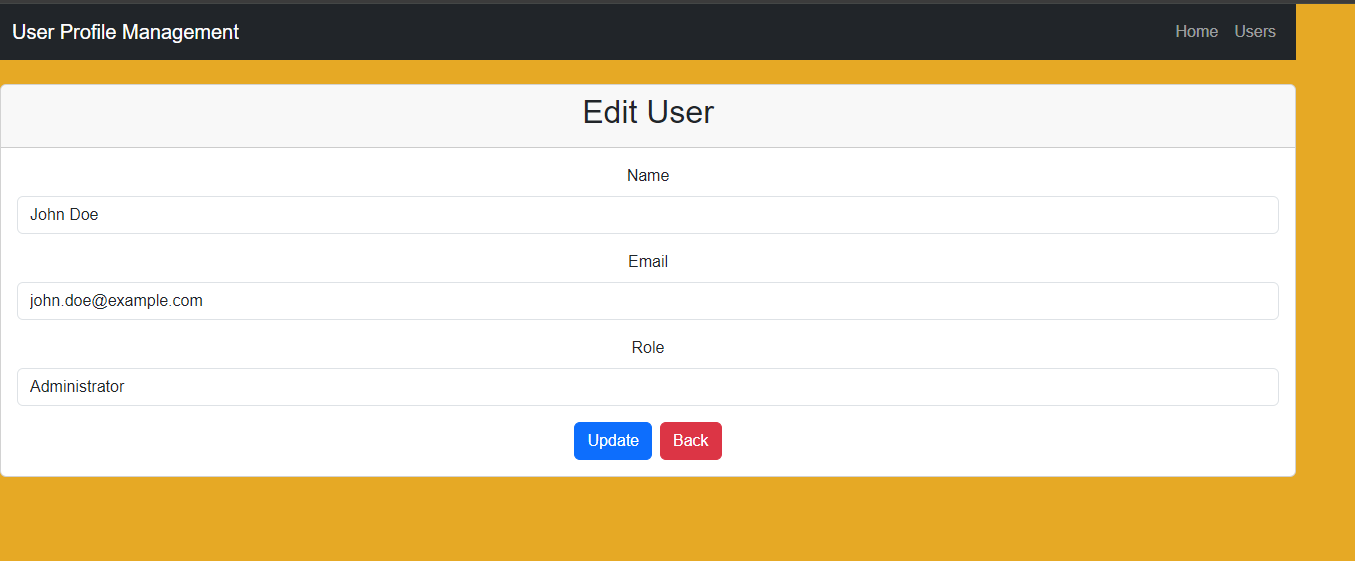 User Profile Management Home Users
Edit User
Name
John Doe
Email
john.doe@example.com
Role
Administrator
Update Back